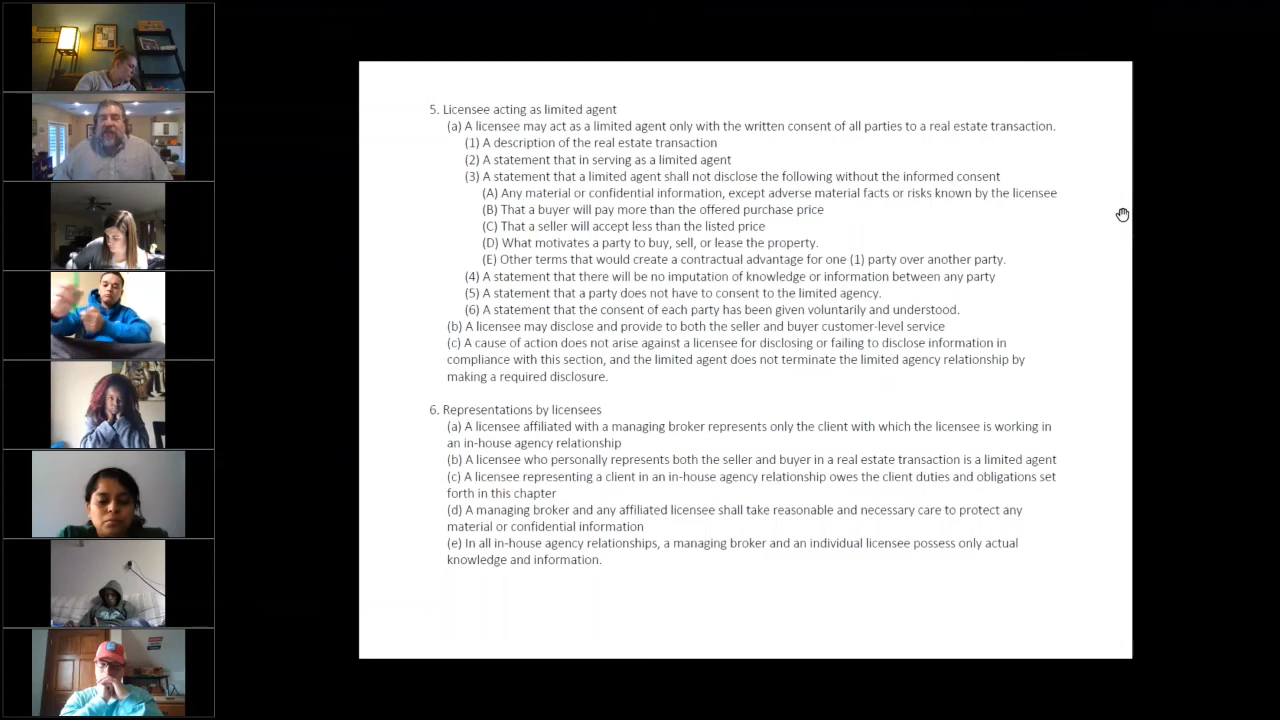 5. Licensee acting as limited agent
(a) A licensee may act as a limited agent only with the written consent of all parties to a real estate transaction.
(1) A description of the real estate transaction
(2) A statement that in serving as a limited agent
(3) A statement that a limited agent shall not disclose the following without the informed consent
(A) Any material or confidential information, except adverse material facts or risks known by the licensee
(B) That a buyer will pay more than the offered purchase price
(C) That a seller will accept less than the listed price
(D) What motivates a party to buy, sell, or lease the property.
(E) Other terms that would create a contractual advantage for one (1) party over another party.
(4) A statement that there will be no imputation of knowledge or information between any party
(5) A statement that a party does not have to consent to the limited agency.
(6) A statement that the consent of each party has been given voluntarily and understood.
(b) A licensee may disclose and provide to both the seller and buyer customer-level service
(c) A cause of action does not arise against a licensee for disclosing or failing to disclose information in
compliance with this section, and the limited agent does not terminate the limited agency relationship by
making a required disclosure.
6. Representations by licensees
(a) A licensee affiliated with a managing broker represents only the client with which the licensee is working in
an in-house agency relationship
(b) A licensee who personally represents both the seller and buyer in a real estate transaction is a limited agent
(c) A licensee representing a client in an in-house agency relationship owes the client duties and obligations set
forth in this chapter
(d) A managing broker and any affiliated licensee shall take reasonable and necessary care to protect any
material or confidential information
(e) In all in-house agency relationships, a managing broker and an individual licensee possess only actual
knowledge and information.